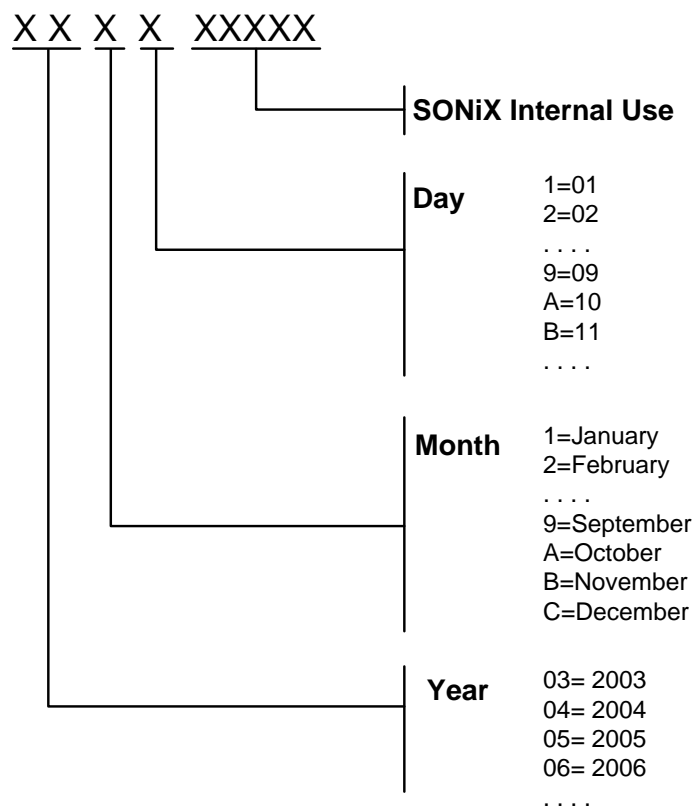 XX X X XXXXX
SONiX Internal Use
Day
1=01
2=02
. . . .
9=09
A=10
B=11
. . . .
Month
1=January
2=February
. . . .
9=September
A=October
B=November
C=December
Year
03= 2003
04= 2004
05= 2005
06= 2006
. . . .